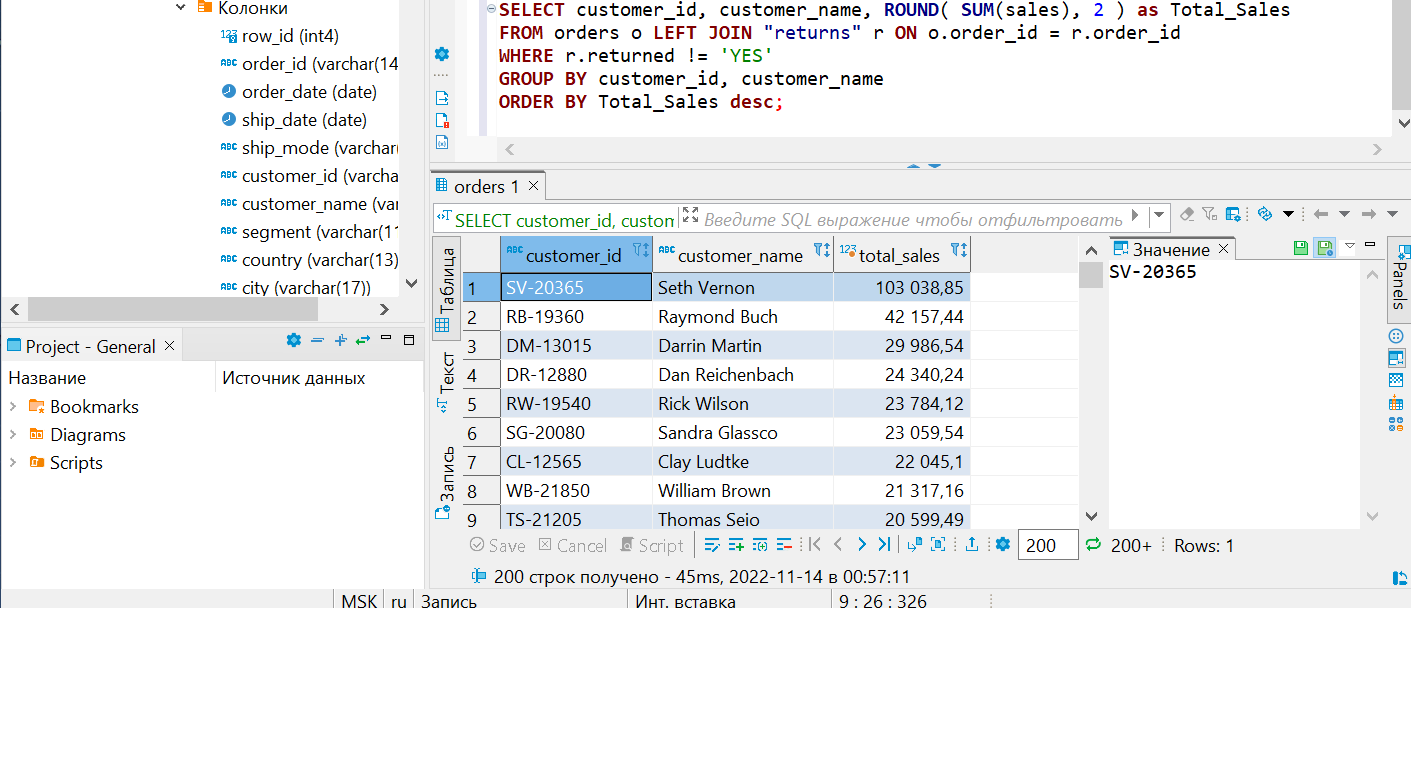 Колонки
row_id (int4)
order_id (varchar(14
order_date (date)
ship_date (date)
ship_mode (varchar(
customer_id (varcha
customer_name (var
segment (varchar(11
country (varchar(13)
city (varchar(17))
Project - General
Название Источник данных
Bookmarks
Diagrams
Scripts
SELECT customer_id, customer_name, ROUND( SUM(sales), 2 ) as Total_Sales
FROM orders o LEFT JOIN "returns" r ON o.order_id = r.order_id
WHERE r.returned != 'YES'
GROUP BY customer_id, customer_name
ORDER BY Total_Sales desc;
orders 1
SELECT customer_id, custom Введите SQL выражение чтобы отфильтровать
Таблица
Текст
Запись
customer_id customer_name total_sales
1 SV-20365 Seth Vernon 103 038,85
2 RB-19360 Raymond Buch 42 157,44
3 DM-13015 Darrin Martin 29 986,54
4 DR-12880 Dan Reichenbach 24 340,24
5 RW-19540 Rick Wilson 23 784,12
6 SG-20080 Sandra Glassco 23 059,54
7 CL-12565 Clay Ludtke 22 045,1
8 WB-21850 William Brown 21 317,16
9 TS-21205 Thomas Seio 20 599,49
Значение
SV-20365
Panels
Save Cancel Script 200 200+ Rows: 1
200 строк получено - 45ms, 2022-11-14 в 00:57:11
MSK ru Запись Инт. вставка 9 : 26 : 326